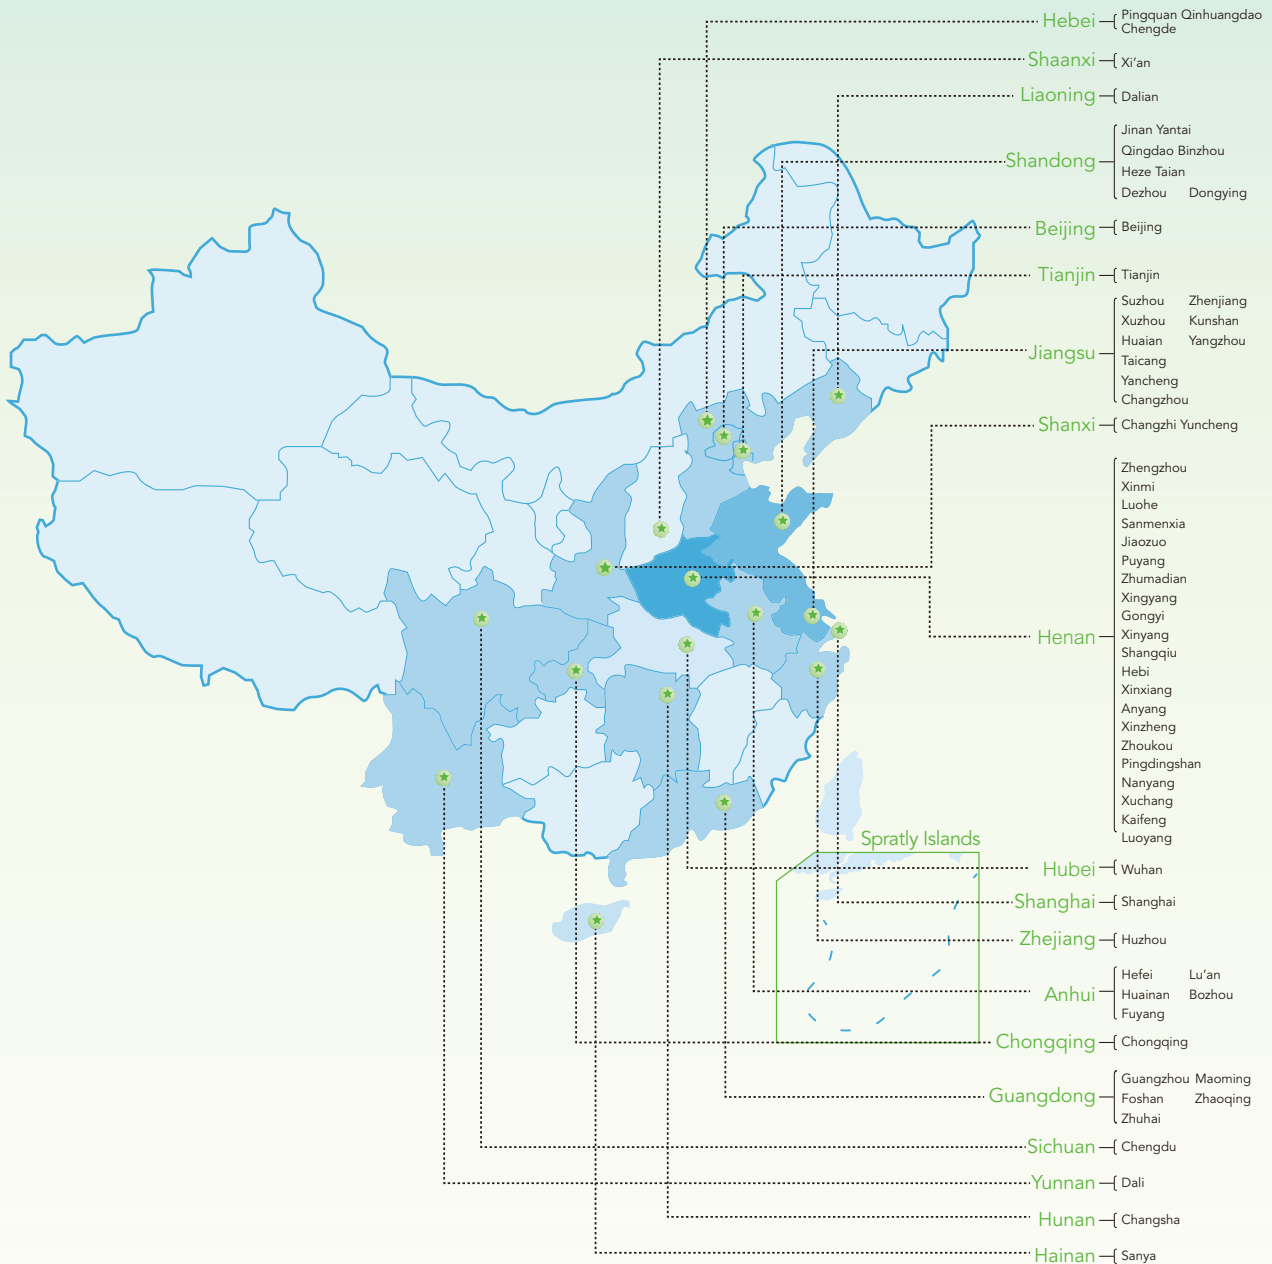 Hebei
Pingquan Qinhuangdao
Chengde
Shaanxi
Xi'an
Liaoning
Dalian
Shandong
Jinan Yantai
Qingdao Binzhou
Heze Taian
Dezhou Dongying
Beijing
Beijing
Tianjin
Tianjin
Jiangsu
Suzhou Zhenjiang
Xuzhou Kunshan
Huaian Yangzhou
Taicang
Yancheng
Changzhou
Shanxi
Changzhi Yuncheng
Henan
Zhengzhou
Xinmi
Luohe
Sanmenxia
Jiaozuo
Puyang
Zhumadian
Xingyang
Gongyi
Xinyang
Shangqiu
Hebi
Xinxiang
Anyang
Xinzheng
Zhoukou
Pingdingshan
Nanyang
Xuchang
Kaifeng
Luoyang
Spratly Islands
Hubei
Wuhan
Shanghai
Shanghai
Zhejiang
Huzhou
Anhui
Hefei Lu'an
Huainan Bozhou
Fuyang
Chongqing
Chongqing
Guangdong
Guangzhou Maoming
Foshan Zhaoqing
Zhuhai
Sichuan
Chengdu
Yunnan
Dali
Hunan
Changsha
Hainan
Sanya